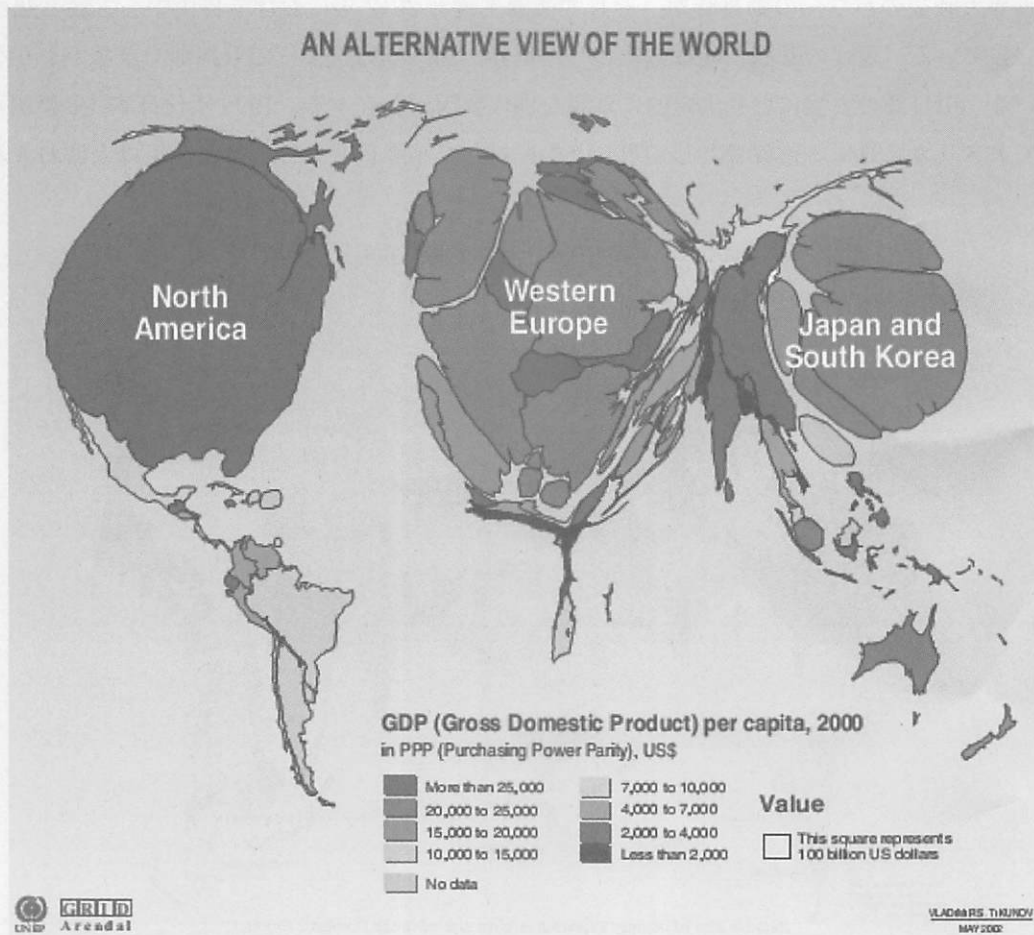 AN ALTERNATIVE VIEW OF THE WORLD
North
America
Western
Europe
Japan and
South Korea
GDP (Gross Domestic Product) per capita, 2000
in PPP (Purchasing Power Parity), US$
More than 25,000
20,000 to 25,000
15,000 to 20,000
10,000 to 15,000
No data
7,000 to 10,000
4,000 to 7,000
2,000 to 4,000
Less than 2,000
Value
This square represents
100 billion US dollars
UNEP
GRID
Arendal
VLADIMIR S. TIKUNOV
MAY 2002